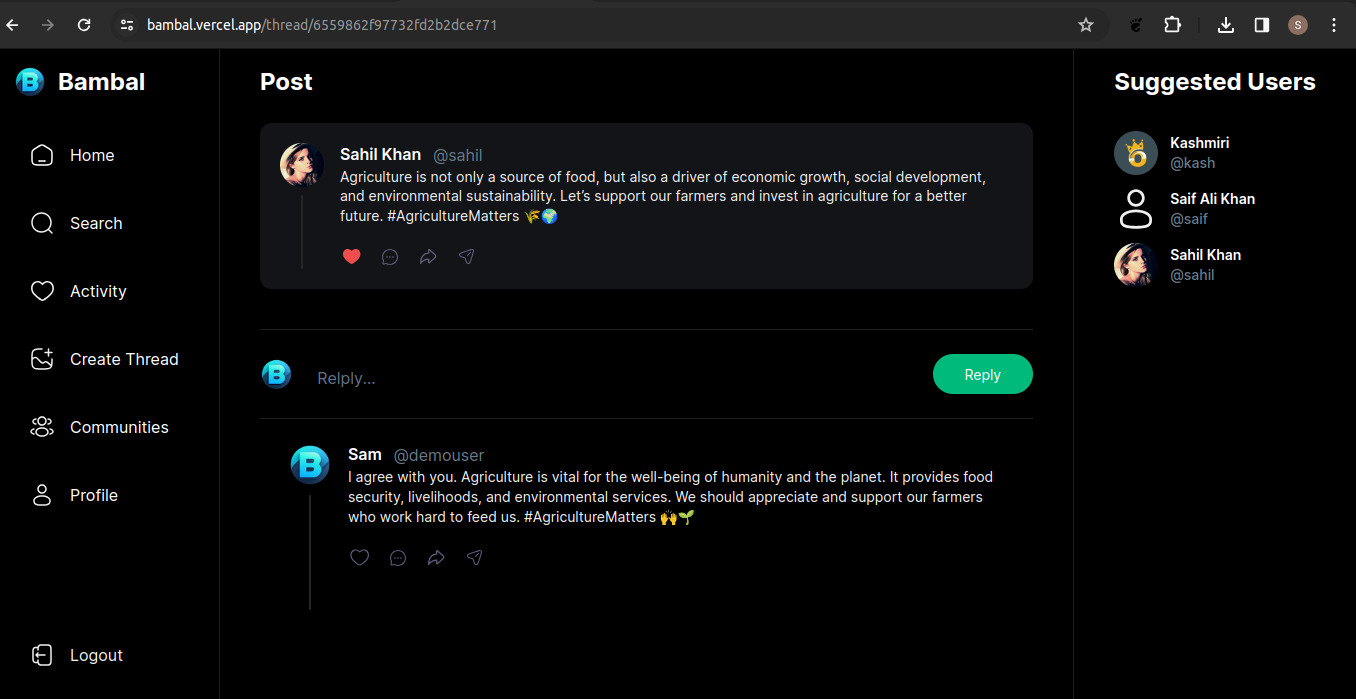 bambal.vercel.app/thread/6559862f97732fd2b2dce771
S
B Bambal
Home
Search
Activity
Create Thread
Communities
Profile
Logout
Post
Sahil Khan @sahil
Agriculture is not only a source of food, but also a driver of economic growth, social development,
and environmental sustainability. Let’s support our farmers and invest in agriculture for a better
future. #AgricultureMatters 🌾🌍
B Relply... Reply
B Sam @demouser
I agree with you. Agriculture is vital for the well-being of humanity and the planet. It provides food
security, livelihoods, and environmental services. We should appreciate and support our farmers
who work hard to feed us. #AgricultureMatters 🙌🌱
Suggested Users
Kashmiri
@kash
Saif Ali Khan
@saif
Sahil Khan
@sahil